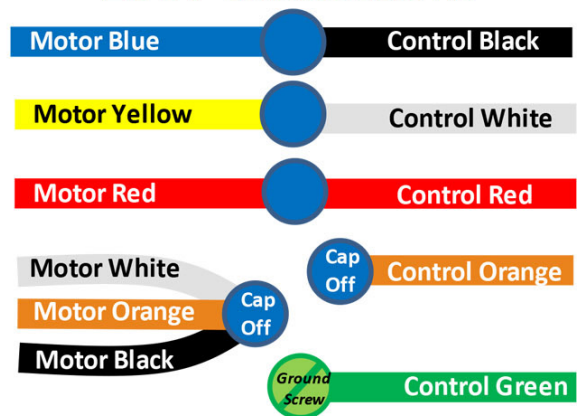 Motor Blue Control Black
Motor Yellow Control White
Motor Red Control Red
Motor White
Motor Orange
Motor Black
Cap
Off
Cap
Off
Control Orange
Ground
Screw
Control Green